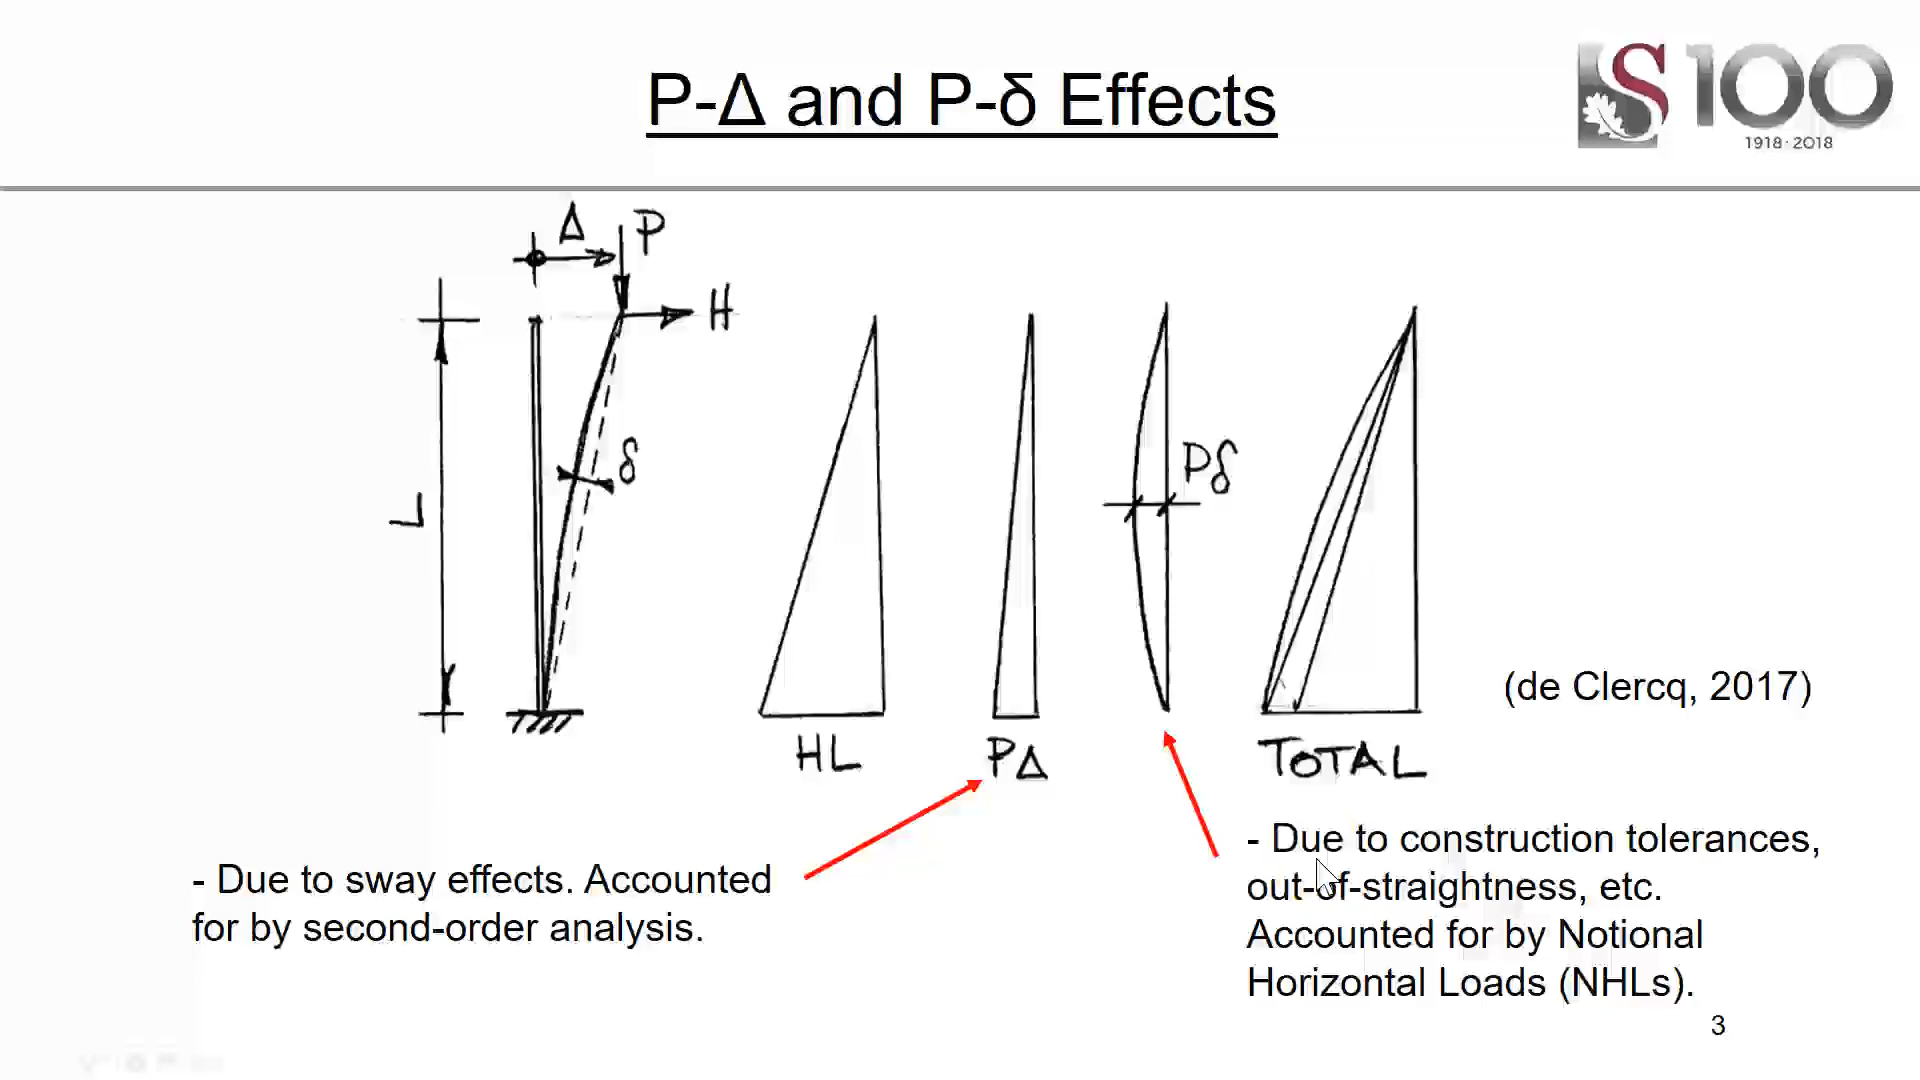 P-Δ and P-δ Effects
S100
1918·2018
Δ
P
H
δ
L
Pδ
HL
PΔ
TOTAL
(de Clercq, 2017)
- Due to sway effects. Accounted
for by second-order analysis.
- Due to construction tolerances,
out-of-straightness, etc.
Accounted for by Notional
Horizontal Loads (NHLs).
3